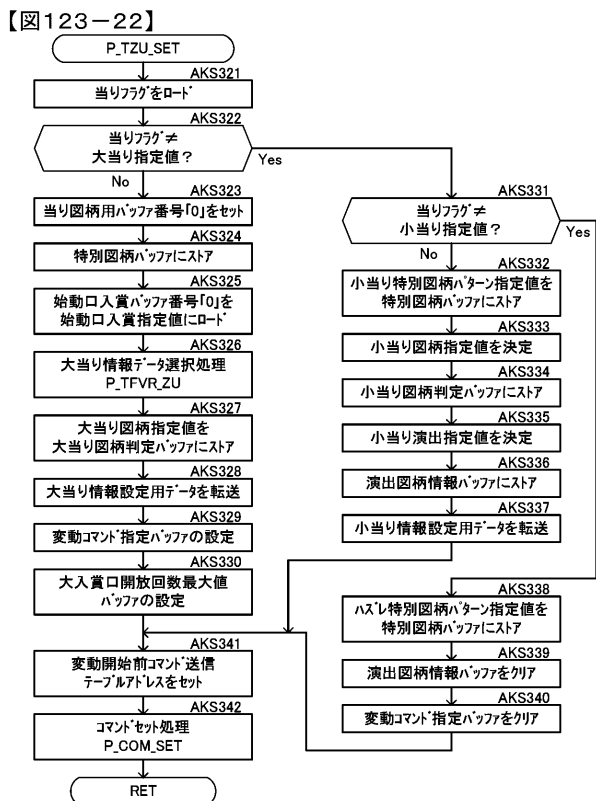 【図123－22】
P_TZU_SET
AKS321
当りフラグをロード
AKS322
当りフラグ≠
大当り指定値？
Yes
No
AKS323
当り図柄用バッファ番号「0」をセット
AKS324
特別図柄バッファにストア
AKS325
始動口入賞バッファ番号「0」を
始動口入賞指定値にロード
AKS326
大当り情報データ選択処理
P_TFVR_ZU
AKS327
大当り図柄指定値を
大当り図柄判定バッファにストア
AKS328
大当り情報設定用データを転送
AKS329
変動コマンド指定バッファの設定
AKS330
大入賞口開放回数最大値
バッファの設定
AKS331
当りフラグ≠
小当り指定値？
Yes
No
AKS332
小当り特別図柄パターン指定値を
特別図柄バッファにストア
AKS333
小当り図柄指定値を決定
AKS334
小当り図柄判定バッファにストア
AKS335
小当り演出指定値を決定
AKS336
演出図柄情報バッファにストア
AKS337
小当り情報設定用データを転送
AKS338
ハズレ特別図柄パターン指定値を
特別図柄バッファにストア
AKS339
演出図柄情報バッファをクリア
AKS340
変動コマンド指定バッファをクリア
AKS341
変動開始前コマンド送信
テーブルアドレスをセット
AKS342
コマンドセット処理
P_COM_SET
RET